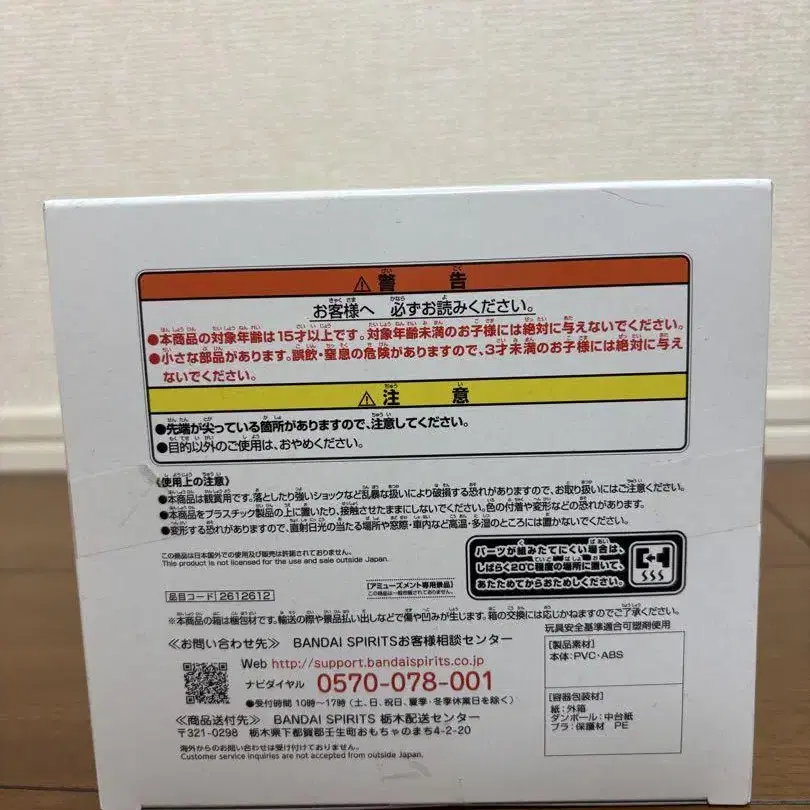 ⚠警告
お客様へ 必ずお読みください。
●本商品の対象年齢は15才以上です。対象年齢未満のお子様には絶対に与えないでください。
●小さな部品があります。誤飲・窒息の危険がありますので、3才未満のお子様には絶対に与え
ないでください。
⚠注意
●先端が尖っている箇所がありますので、注意してください。
●目的以外のご使用は、おやめください。
《使用上の注意》
●本商品は観賞用です。落としたり強いショックなど乱暴な扱いにより破損する恐れがありますので、お取り扱いにはご注意ください。
●本商品をプラスチック製品の上に置いたり、接触させたままにしないでください。色の付着や変形などの恐れがあります。
●変形する恐れがありますので、直射日光の当たる場所や窓際・車内など高温・多湿のところには置かないでください。
この商品は日本国外での使用及び販売は許諾されておりません。
This product is not licensed for the use and sale outside Japan.
パーツが組みたてにくい場合は、
しばらく20℃程度の場所に置いて、
あたためてからおためしください。
品目コード 2612612
[アミューズメント専用景品]
この商品は一般市販されておりません。
※本商品の箱は梱包材です。輸送の際や景品払い出しなどで傷や凹みが生じます。箱の交換には応じかねますのでご了承ください。
玩具安全基準適合可塑剤使用
≪お問い合わせ先≫ BANDAI SPIRITSお客様相談センター
Web http://support.bandaispirits.co.jp
ナビダイヤル 0570-078-001
●受付時間 10時〜17時（土、日、祝日、夏季・冬季休業日を除く）
≪商品送付先≫ BANDAI SPIRITS 栃木配送センター
〒321-0298 栃木県下都賀郡壬生町おもちゃのまち4-2-20
海外からのお問い合わせは受け付けておりません。
Customer service inquiries are not accepted from outside Japan.
[製品素材]
本体：PVC・ABS
[容器包装材]
紙：外箱
ダンボール：中台紙
プラ：保護材 PE